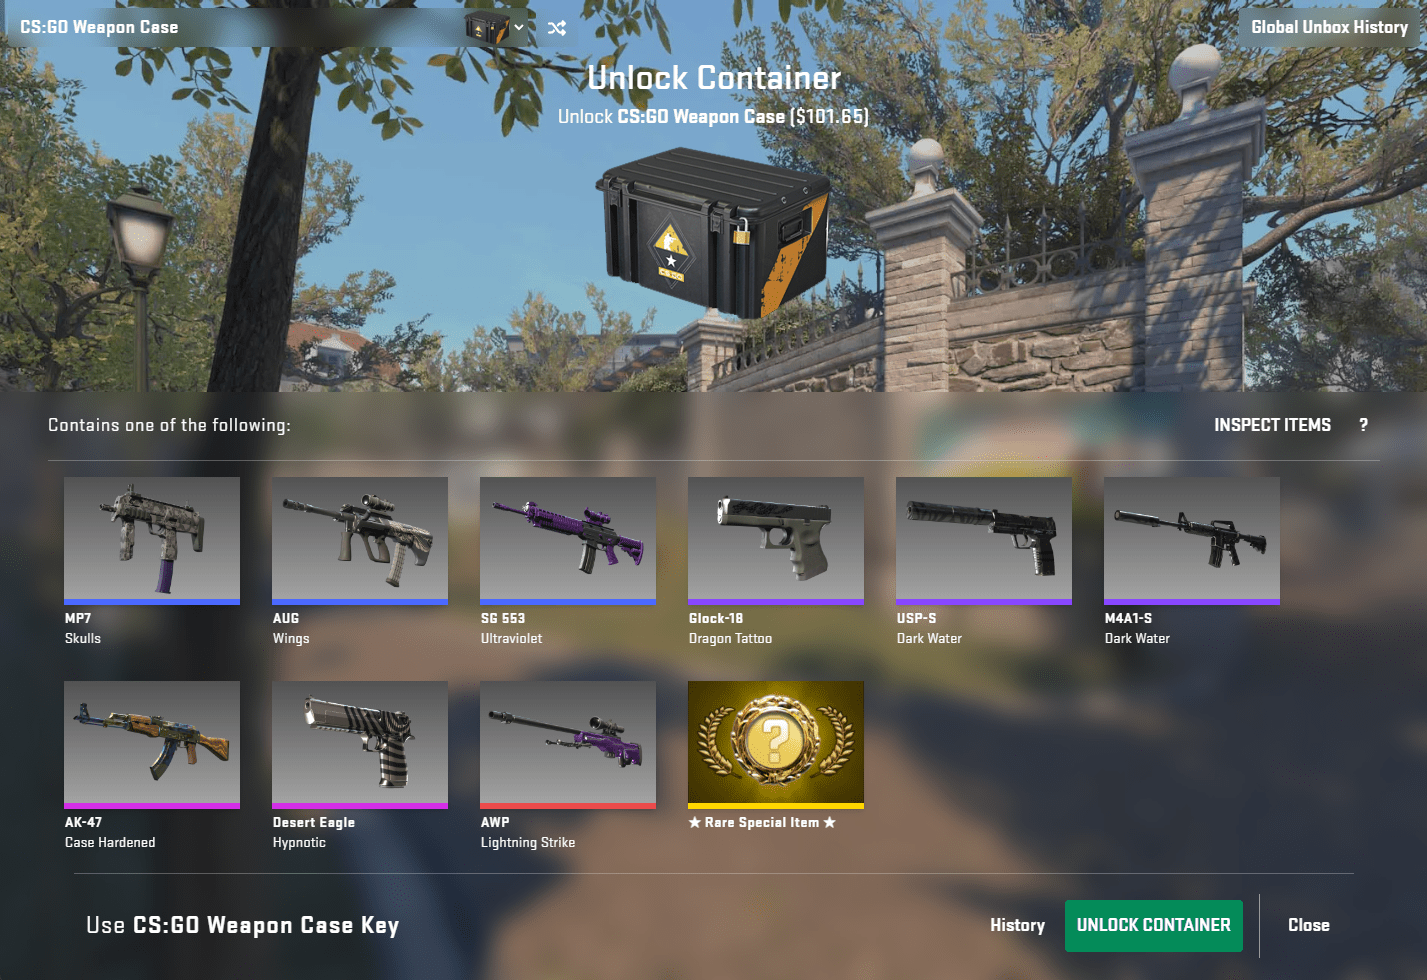 CS:GO Weapon Case
Global Unbox History
Unlock Container
Unlock CS:GO Weapon Case ($101.65)
Contains one of the following:
INSPECT ITEMS ?
MP7
Skulls
AUG
Wings
SG 553
Ultraviolet
Glock-18
Dragon Tattoo
USP-S
Dark Water
M4A1-S
Dark Water
AK-47
Case Hardened
Desert Eagle
Hypnotic
AWP
Lightning Strike
★ Rare Special Item ★
Use CS:GO Weapon Case Key
History
UNLOCK CONTAINER
Close